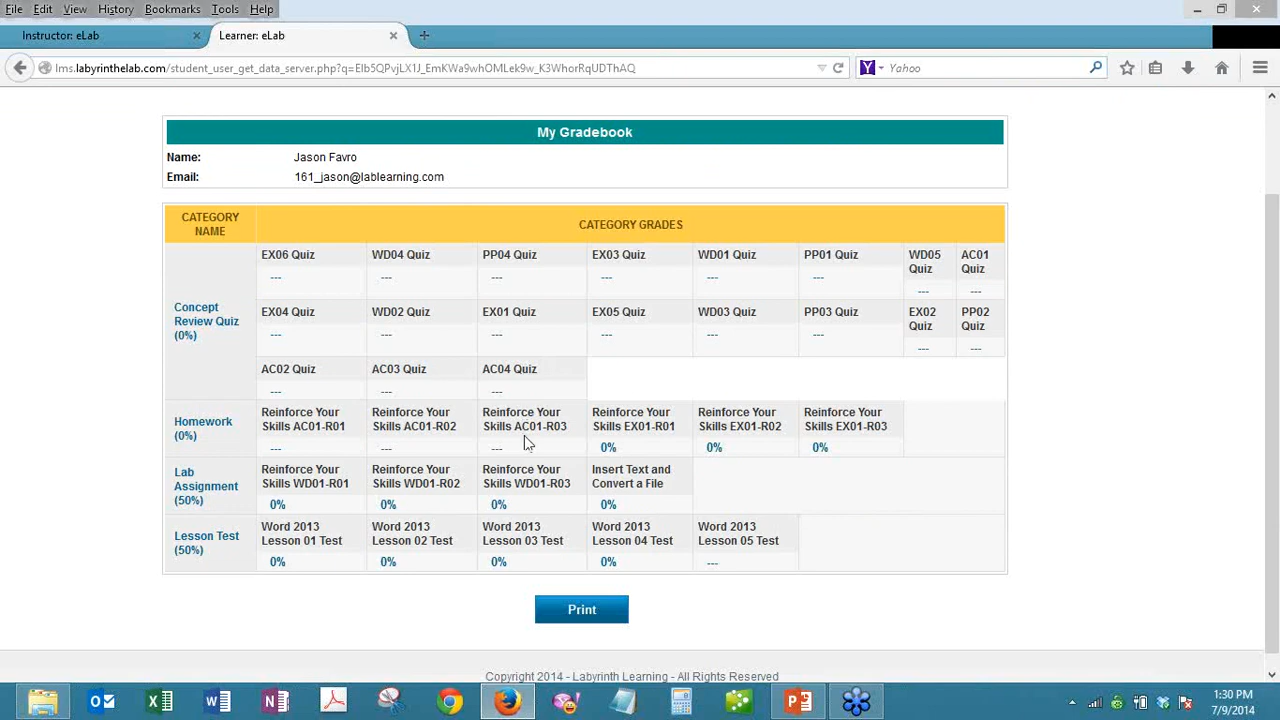 File Edit View History Bookmarks Tools Help
Instructor: eLab × Learner: eLab × +
lms.labyrinthelab.com/student_user_get_data_server.php?q=EIb5QPvjLX1J_EmKWa9whOMLek9w_K3WhorRqUDThAQ Yahoo
My Gradebook
Name: Jason Favro
Email: 161_jason@lablearning.com
CATEGORY NAME CATEGORY GRADES
EX06 Quiz WD04 Quiz PP04 Quiz EX03 Quiz WD01 Quiz PP01 Quiz WD05 Quiz AC01 Quiz
--- --- --- --- --- --- --- ---
Concept Review Quiz (0%)
EX04 Quiz WD02 Quiz EX01 Quiz EX05 Quiz WD03 Quiz PP03 Quiz EX02 Quiz PP02 Quiz
--- --- --- --- --- --- --- ---
AC02 Quiz AC03 Quiz AC04 Quiz
--- --- ---
Homework (0%)
Reinforce Your Skills AC01-R01 Reinforce Your Skills AC01-R02 Reinforce Your Skills AC01-R03 Reinforce Your Skills EX01-R01 Reinforce Your Skills EX01-R02 Reinforce Your Skills EX01-R03
--- --- --- 0% 0% 0%
Lab Assignment (50%)
Reinforce Your Skills WD01-R01 Reinforce Your Skills WD01-R02 Reinforce Your Skills WD01-R03 Insert Text and Convert a File
0% 0% 0% 0%
Lesson Test (50%)
Word 2013 Lesson 01 Test Word 2013 Lesson 02 Test Word 2013 Lesson 03 Test Word 2013 Lesson 04 Test Word 2013 Lesson 05 Test
0% 0% 0% 0% ---
Print
Copyright 2014 - Labyrinth Learning - All Rights Reserved
1:30 PM
7/9/2014